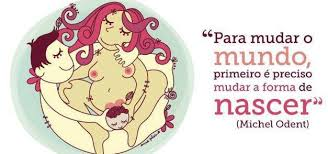 “Para mudar o
mundo,
primeiro é preciso
mudar a forma de
nascer”
(Michel Odent)